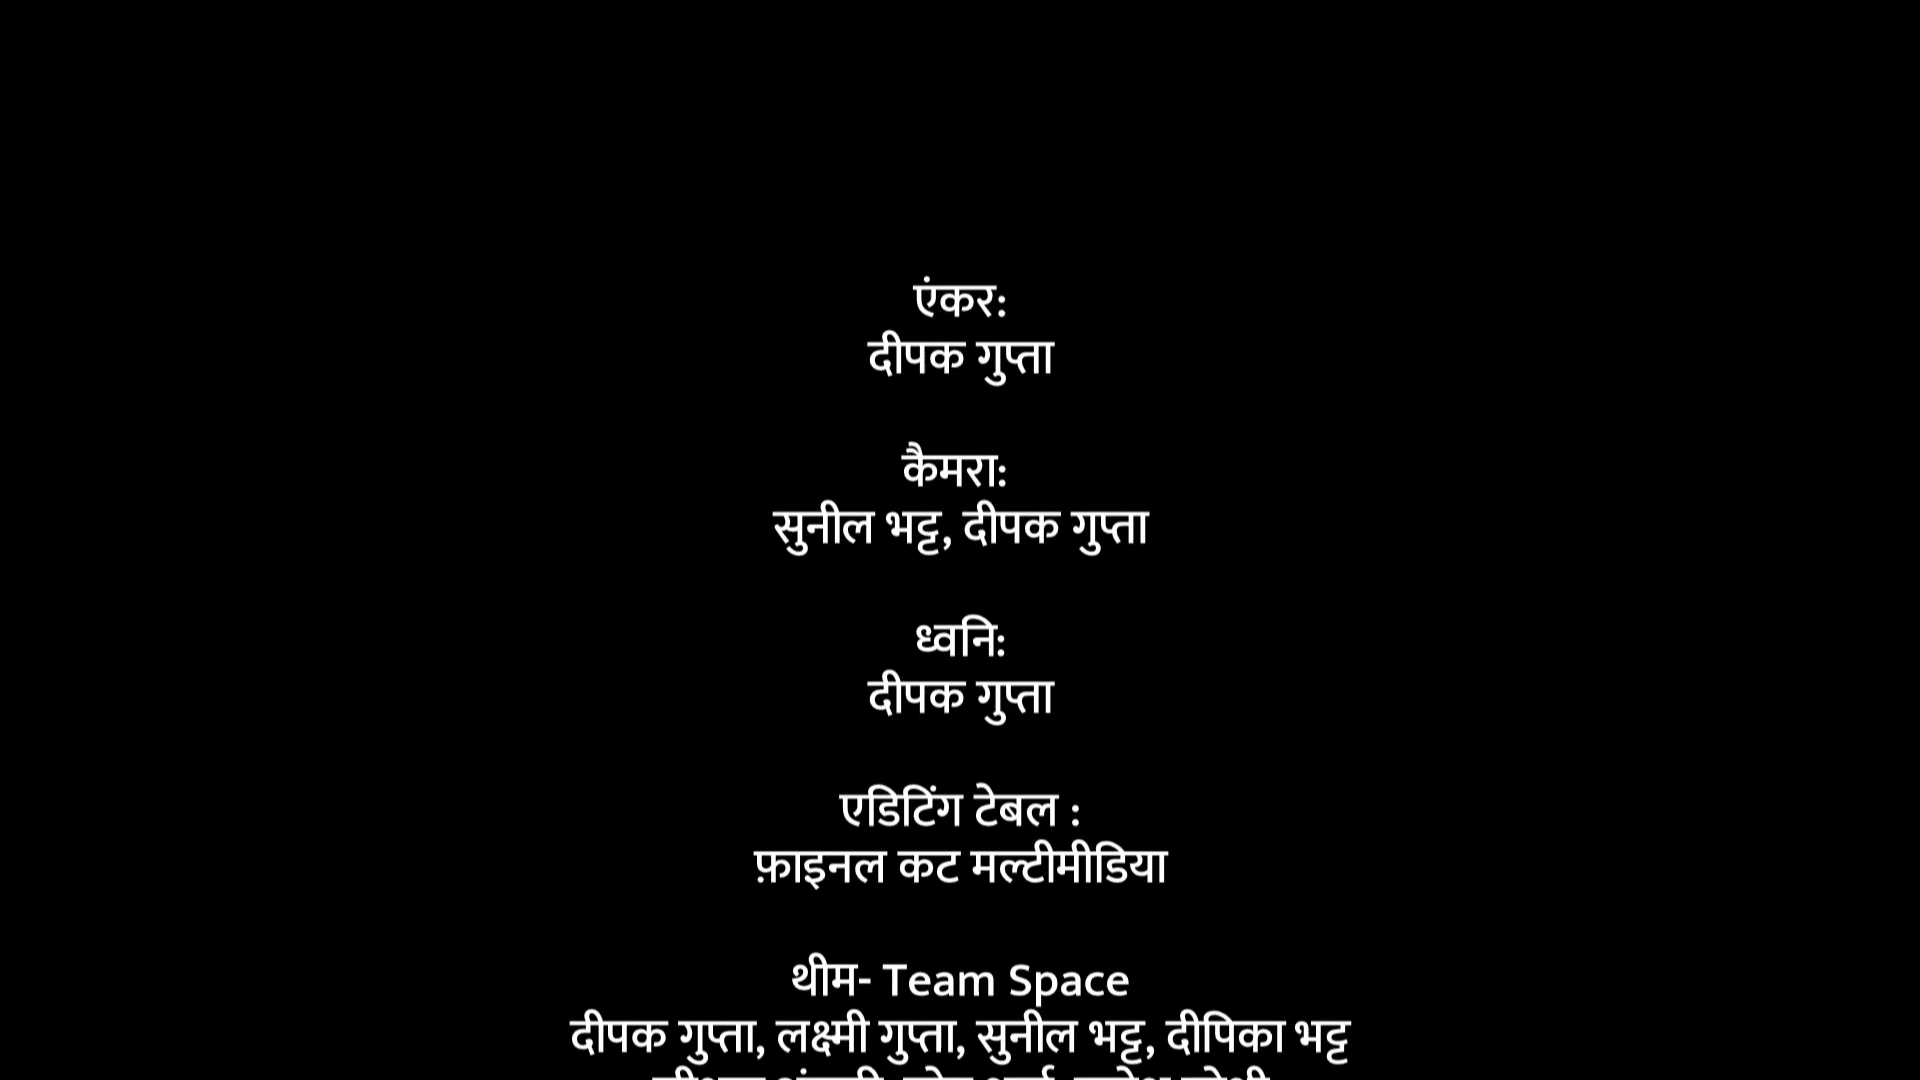 एंकर:
दीपक गुप्ता
कैमरा:
सुनील भट्ट, दीपक गुप्ता
ध्वनि:
दीपक गुप्ता
एडिटिंग टेबल :
फ़ाइनल कट मल्टीमीडिया
थीम- Team Space
दीपक गुप्ता, लक्ष्मी गुप्ता, सुनील भट्ट, दीपिका भट्ट